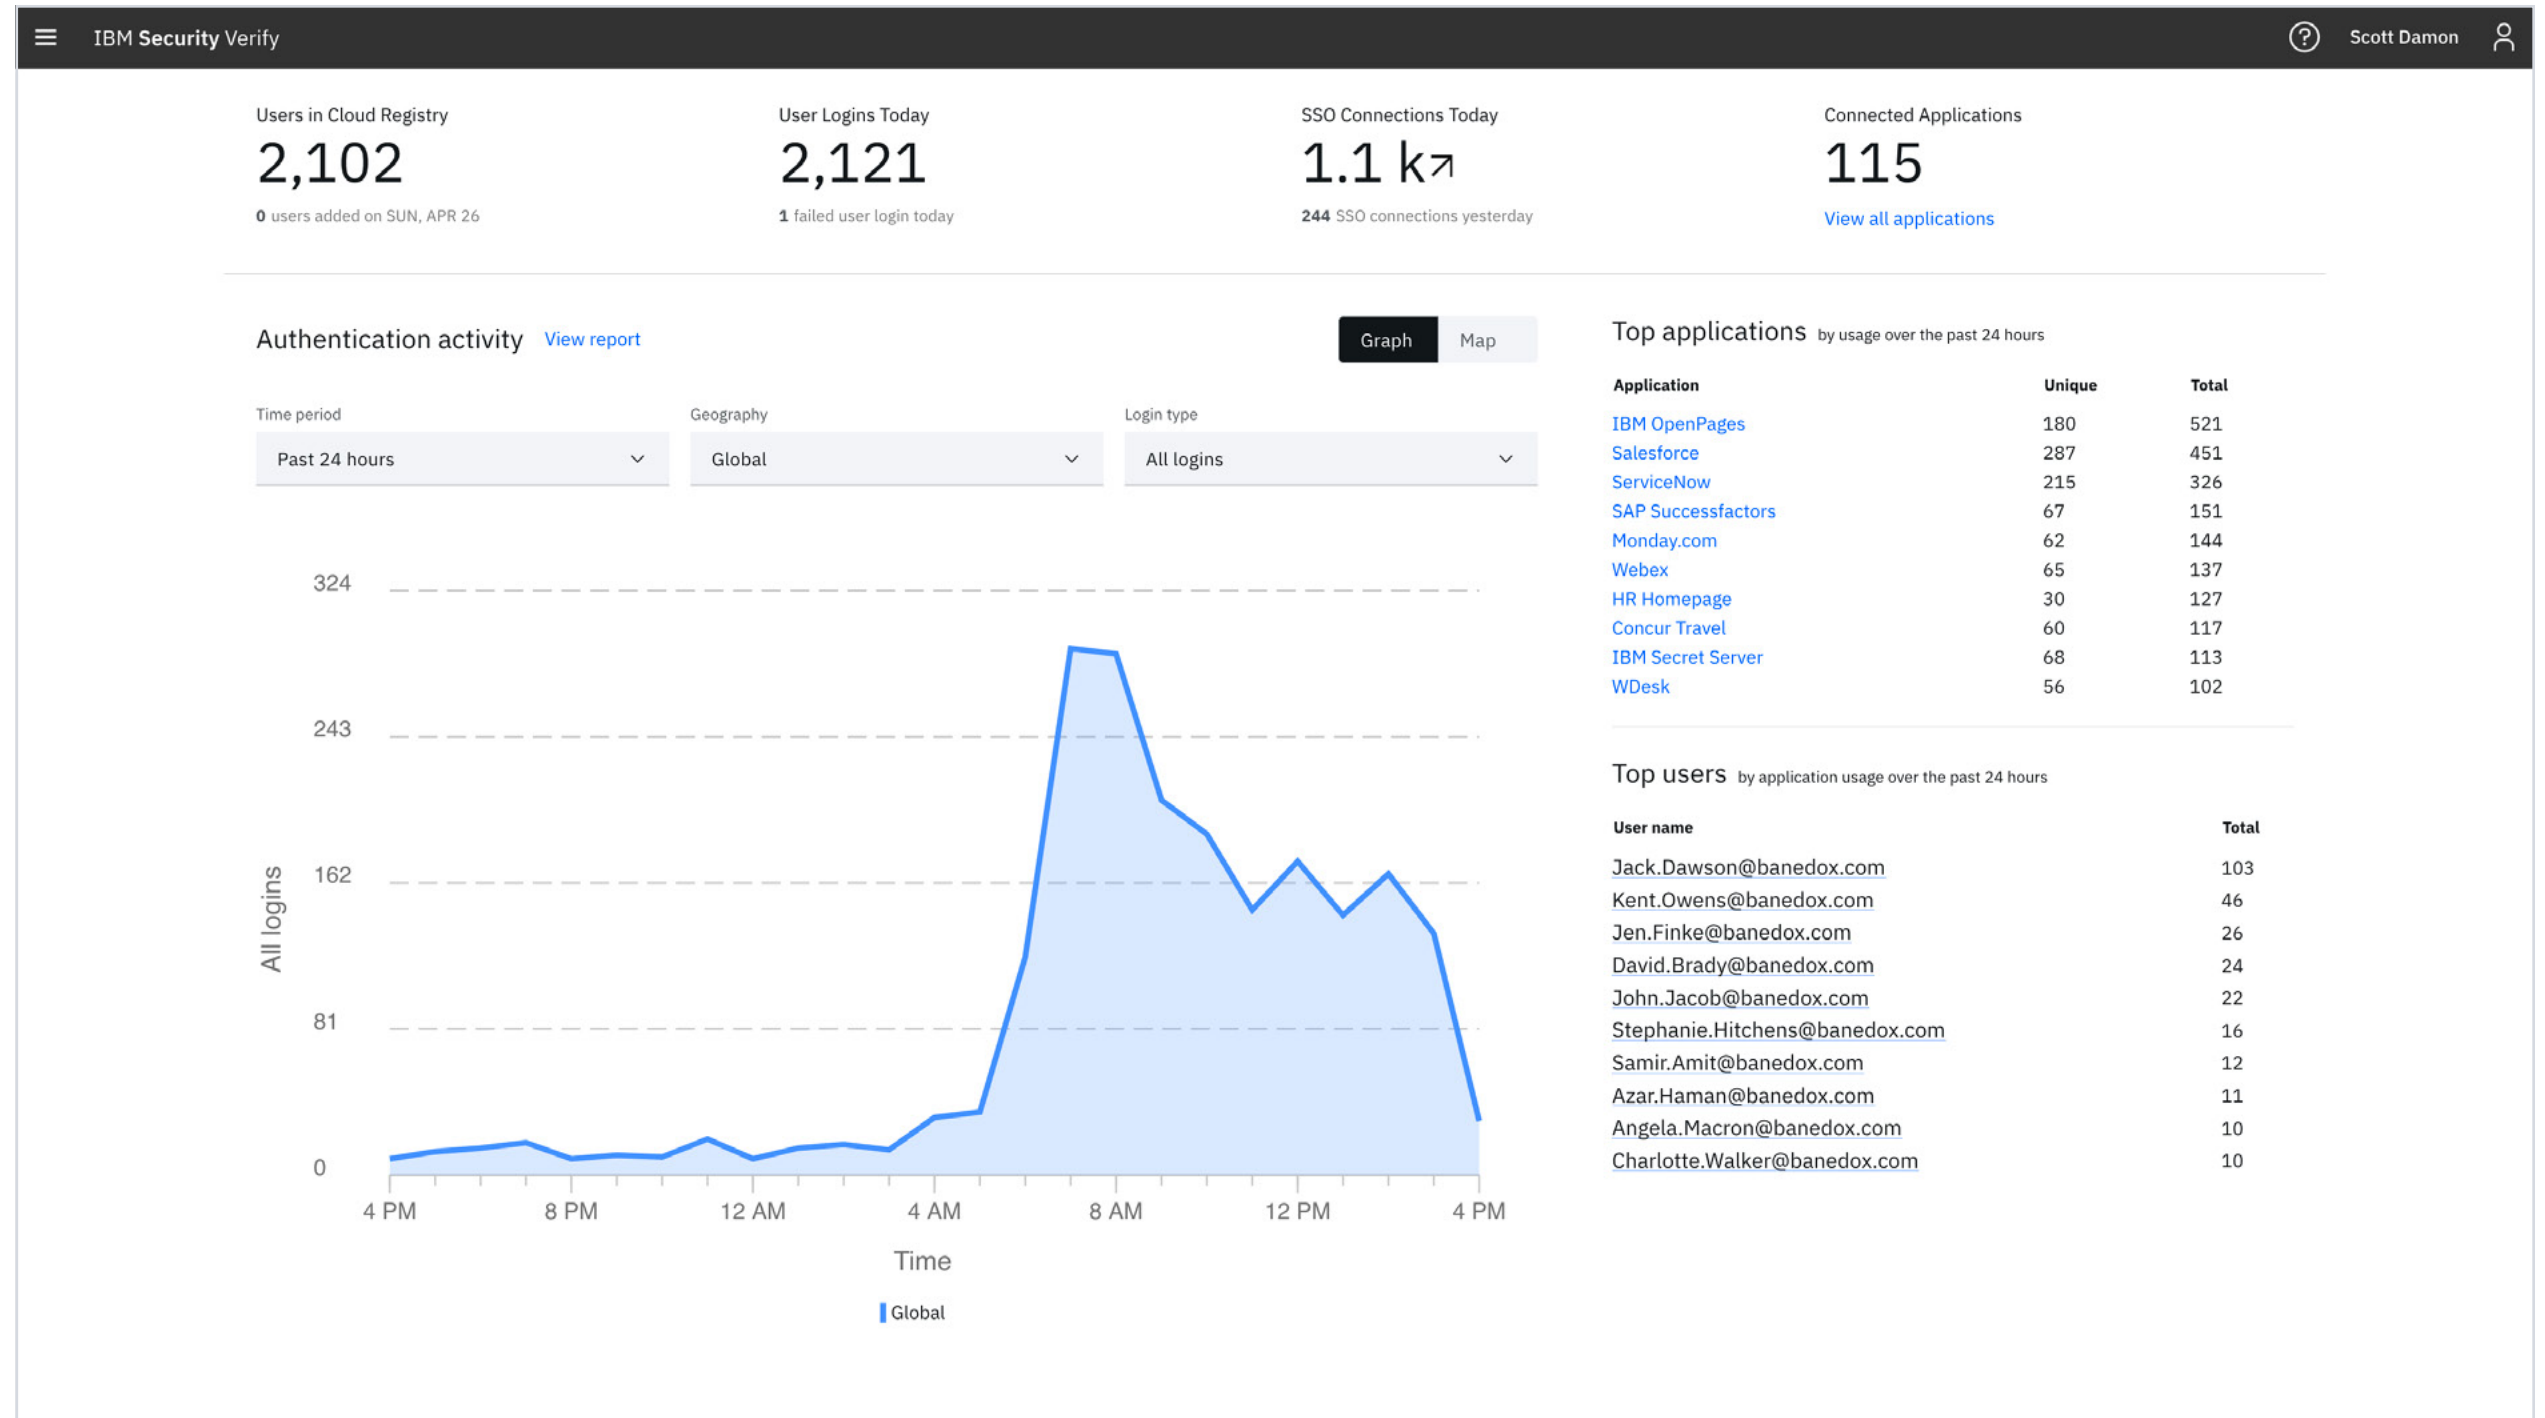 IBM Security Verify
Scott Damon
Users in Cloud Registry
2,102
0 users added on SUN, APR 26
User Logins Today
2,121
1 failed user login today
SSO Connections Today
1.1 k
244 SSO connections yesterday
Connected Applications
115
View all applications
Authentication activity View report
Graph Map
Time period
Past 24 hours
Geography
Global
Login type
All logins
324
243
162
81
0
All logins
4 PM 8 PM 12 AM 4 AM 8 AM 12 PM 4 PM
Time
Global
Top applications by usage over the past 24 hours
Application Unique Total
IBM OpenPages 180 521
Salesforce 287 451
ServiceNow 215 326
SAP Successfactors 67 151
Monday.com 62 144
Webex 65 137
HR Homepage 30 127
Concur Travel 60 117
IBM Secret Server 68 113
WDesk 56 102
Top users by application usage over the past 24 hours
User name Total
Jack.Dawson@banedox.com 103
Kent.Owens@banedox.com 46
Jen.Finke@banedox.com 26
David.Brady@banedox.com 24
John.Jacob@banedox.com 22
Stephanie.Hitchens@banedox.com 16
Samir.Amit@banedox.com 12
Azar.Haman@banedox.com 11
Angela.Macron@banedox.com 10
Charlotte.Walker@banedox.com 10